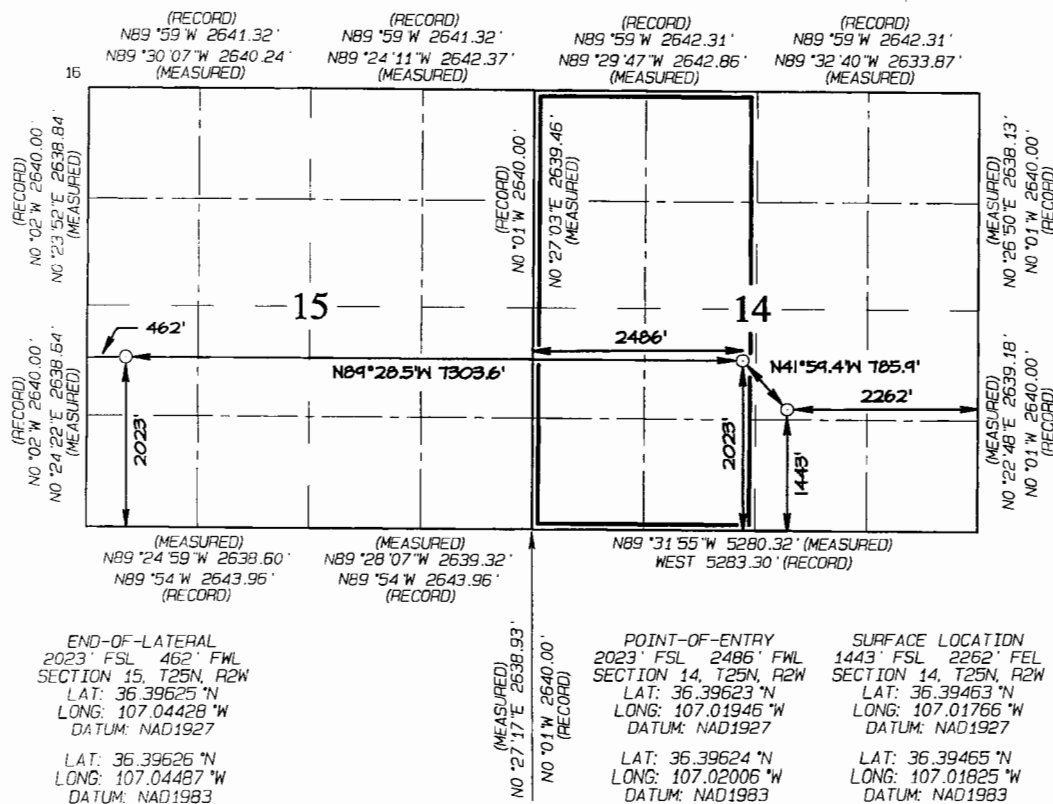 (RECORD)
N89°59'W 2641.32'
N89°30'07"W 2640.24'
(MEASURED)
(RECORD)
N89°59'W 2641.32'
N89°24'11"W 2642.37'
(MEASURED)
(RECORD)
N89°59'W 2642.31'
N89°29'47"W 2642.86'
(MEASURED)
(RECORD)
N89°59'W 2642.31'
N89°32'40"W 2633.87'
(MEASURED)
16
(RECORD)
N0°02'W 2640.00'
N0°23'52"E 2638.84'
(MEASURED)
(RECORD)
N0°01'W 2640.00'
N0°27'03"E 2639.46'
(MEASURED)
(MEASURED)
N0°26'50"E 2638.13'
N0°01'W 2640.00'
(RECORD)
15
14
462'
2486'
N89°28.5'W 7303.6'
N41°59.4'W 785.9'
2262'
2023'
2023'
1443'
(RECORD)
N0°02'W 2640.00'
N0°24'22"E 2638.54'
(MEASURED)
(MEASURED)
N0°22'48"E 2639.18'
N0°01'W 2640.00'
(RECORD)
(MEASURED)
N89°24'59"W 2638.60'
N89°54'W 2643.96'
(RECORD)
(MEASURED)
N89°28'07"W 2639.32'
N89°54'W 2643.96'
(RECORD)
N89°31'55"W 5280.32' (MEASURED)
WEST 5283.30' (RECORD)
(MEASURED)
N0°27'17"E 2638.93'
N0°01'W 2640.00'
(RECORD)
END-OF-LATERAL
2023' FSL 462' FWL
SECTION 15, T25N, R2W
LAT: 36.39625°N
LONG: 107.04428°W
DATUM: NAD1927
LAT: 36.39626°N
LONG: 107.04487°W
DATUM: NAD1983
POINT-OF-ENTRY
2023' FSL 2486' FWL
SECTION 14, T25N, R2W
LAT: 36.39623°N
LONG: 107.01946°W
DATUM: NAD1927
LAT: 36.39624°N
LONG: 107.02006°W
DATUM: NAD1983
SURFACE LOCATION
1443' FSL 2262' FEL
SECTION 14, T25N, R2W
LAT: 36.39463°N
LONG: 107.01766°W
DATUM: NAD1927
LAT: 36.39465°N
LONG: 107.01825°W
DATUM: NAD1983